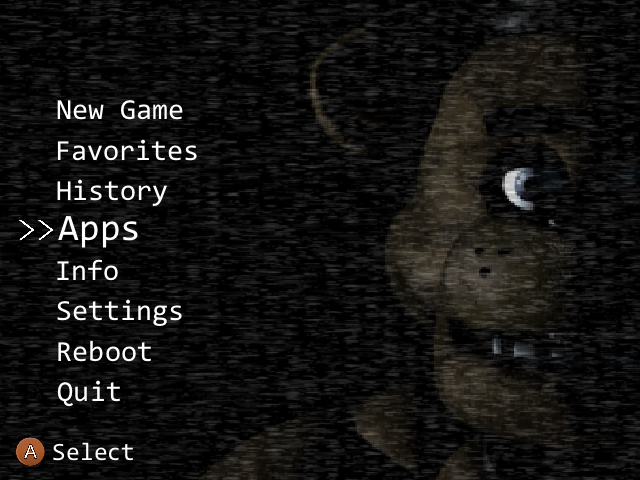 New Game
Favorites
History
>>Apps
Info
Settings
Reboot
Quit
A Select